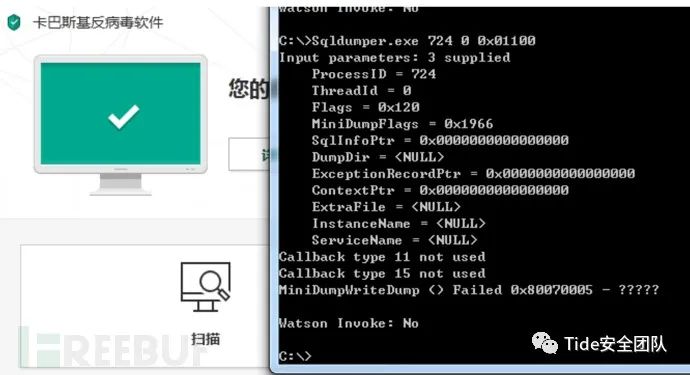 卡巴斯基反病毒软件
您的
扫描
Watson Invoke: No
C:\>Sqldumper.exe 724 0 0x01100
Input parameters: 3 supplied
ProcessID = 724
ThreadId = 0
Flags = 0x120
MiniDumpFlags = 0x1966
SqlInfoPtr = 0x0000000000000000
DumpDir = <NULL>
ExceptionRecordPtr = 0x0000000000000000
ContextPtr = 0x0000000000000000
ExtraFile = <NULL>
InstanceName = <NULL>
ServiceName = <NULL>
Callback type 11 not used
Callback type 15 not used
MiniDumpWriteDump () Failed 0x80070005 - ?????
Watson Invoke: No
C:\>
FREEBUF
Tide安全团队